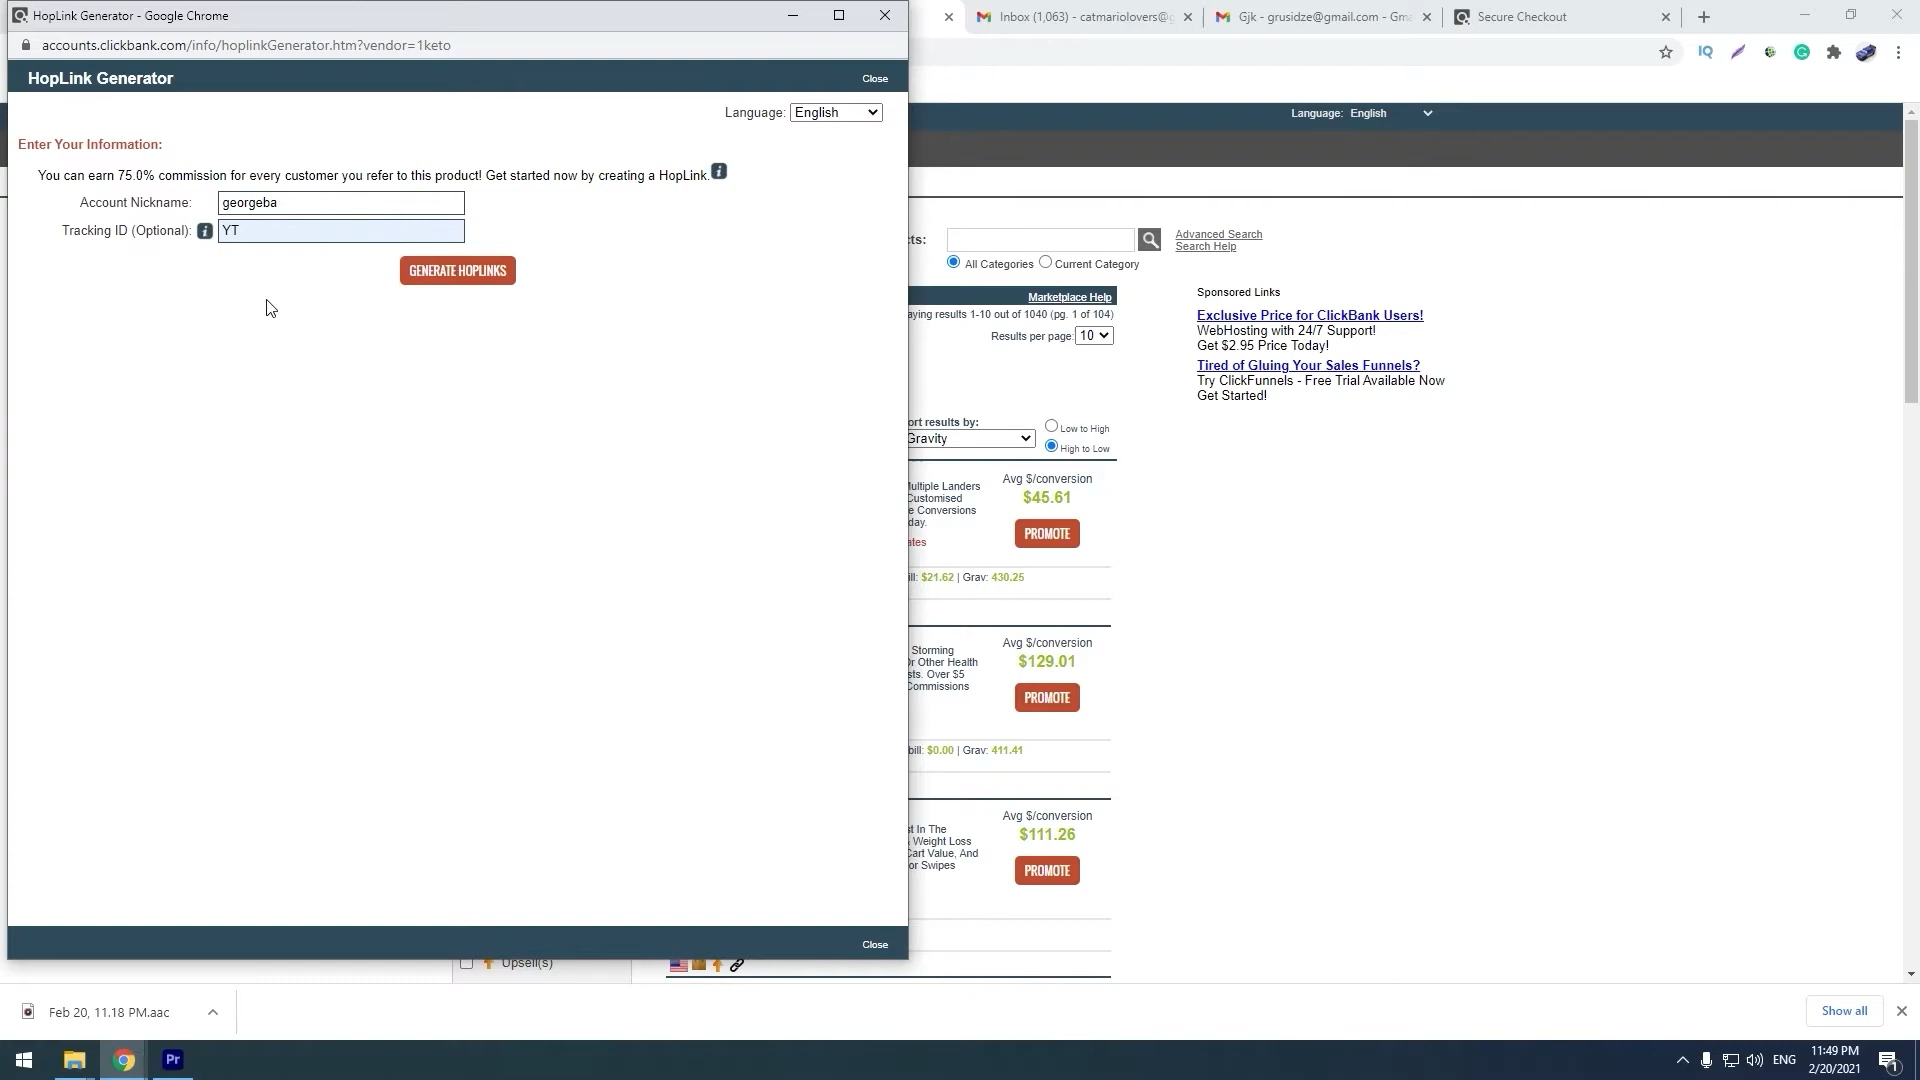 HopLink Generator - Google Chrome
Inbox (1,063) - catmariolovers@g
Gjk - grusidze@gmail.com - Gma
Secure Checkout
accounts.clickbank.com/info/hoplinkGenerator.htm?vendor=1keto
HopLink Generator
Close
Language: English
Language: English
Enter Your Information:
You can earn 75.0% commission for every customer you refer to this product! Get started now by creating a HopLink.
Account Nickname: georgeba
Tracking ID (Optional): YT
GENERATE HOPLINKS
cts:
Advanced Search
Search Help
All Categories
Current Category
Marketplace Help
aying results 1-10 out of 1040 (pg. 1 of 104)
Results per page: 10
Sponsored Links
Exclusive Price for ClickBank Users!
WebHosting with 24/7 Support!
Get $2.95 Price Today!
Tired of Gluing Your Sales Funnels?
Try ClickFunnels - Free Trial Available Now
Get Started!
ort results by:
Gravity
Low to High
High to Low
Multiple Landers
Customised
e Conversions
day.
ates
Avg $/conversion
$45.61
PROMOTE
ill: $21.62 | Grav: 430.25
Storming
Or Other Health
sts. Over $5
Commissions
Avg $/conversion
$129.01
PROMOTE
bill: $0.00 | Grav: 411.41
st In The
Weight Loss
Cart Value, And
or Swipes
Avg $/conversion
$111.26
PROMOTE
Close
Upsell(s)
Feb 20, 11.18 PM.aac
Show all
Pr
ENG
11:49 PM
2/20/2021
1